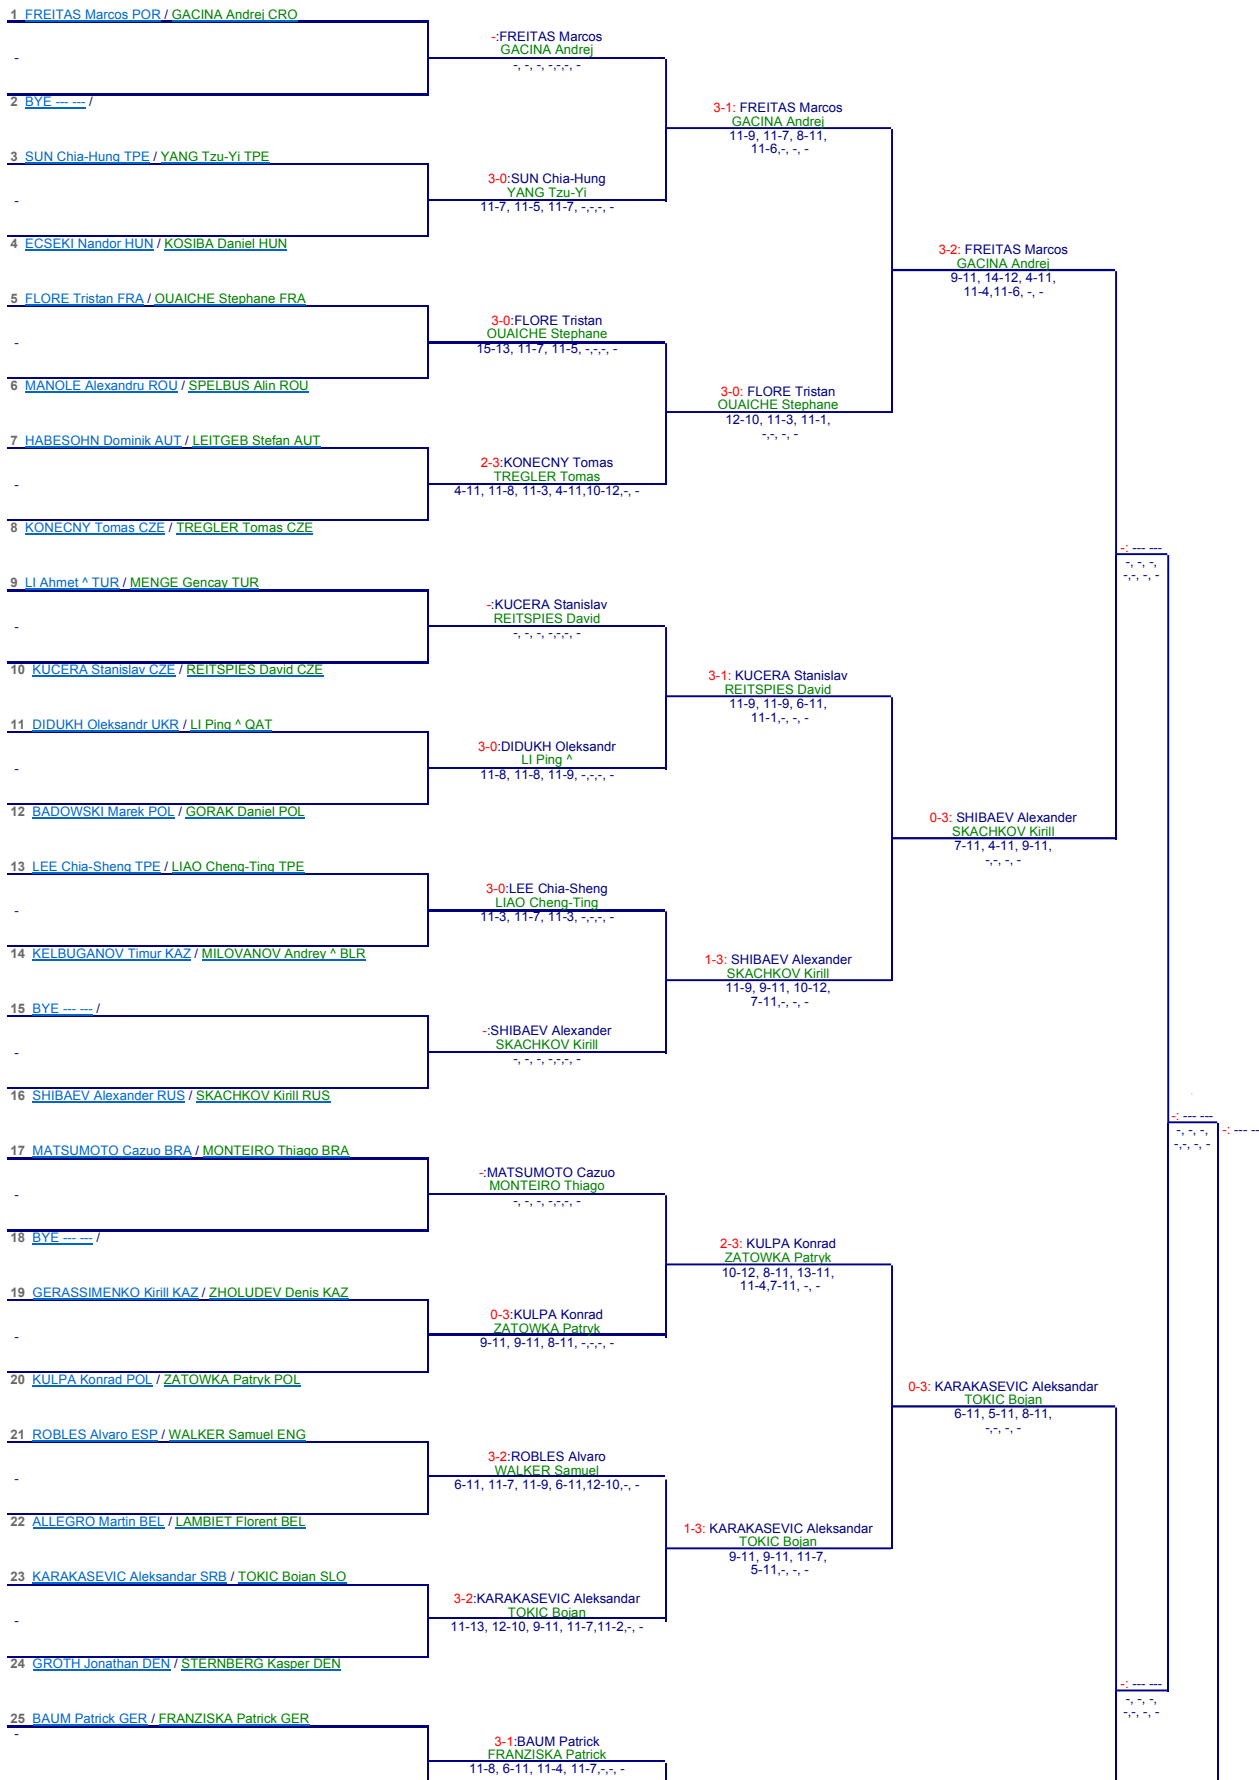 1 FREITAS Marcos POR / GACINA Andrej CRO
-:FREITAS Marcos
GACINA Andrej
-, -, -, -,-,-, -
-
2 BYE --- --- /
3-1: FREITAS Marcos
GACINA Andrej
11-9, 11-7, 8-11,
11-6,-, -, -
3 SUN Chia-Hung TPE / YANG Tzu-Yi TPE
3-0:SUN Chia-Hung
YANG Tzu-Yi
11-7, 11-5, 11-7, -,-,-, -
-
4 ECSEKI Nandor HUN / KOSIBA Daniel HUN
3-2: FREITAS Marcos
GACINA Andrej
9-11, 14-12, 4-11,
11-4,11-6, -, -
5 FLORE Tristan FRA / OUAICHE Stephane FRA
3-0:FLORE Tristan
OUAICHE Stephane
15-13, 11-7, 11-5, -,-,-, -
-
6 MANOLE Alexandru ROU / SPELBUS Alin ROU
3-0: FLORE Tristan
OUAICHE Stephane
12-10, 11-3, 11-1,
-,-, -, -
7 HABESOHN Dominik AUT / LEITGEB Stefan AUT
2-3:KONECNY Tomas
TREGLER Tomas
4-11, 11-8, 11-3, 4-11,10-12,-, -
-
8 KONECNY Tomas CZE / TREGLER Tomas CZE
-: --- ---
-, -, -,
-,-, -, -
9 LI Ahmet ^ TUR / MENGE Gencay TUR
-:KUCERA Stanislav
REITSPIES David
-, -, -, -,-,-, -
-
10 KUCERA Stanislav CZE / REITSPIES David CZE
3-1: KUCERA Stanislav
REITSPIES David
11-9, 11-9, 6-11,
11-1,-, -, -
11 DIDUKH Oleksandr UKR / LI Ping ^ QAT
3-0:DIDUKH Oleksandr
LI Ping ^
11-8, 11-8, 11-9, -,-,-, -
-
12 BADOWSKI Marek POL / GORAK Daniel POL
0-3: SHIBAEV Alexander
SKACHKOV Kirill
7-11, 4-11, 9-11,
-,-, -, -
13 LEE Chia-Sheng TPE / LIAO Cheng-Ting TPE
3-0:LEE Chia-Sheng
LIAO Cheng-Ting
11-3, 11-7, 11-3, -,-,-, -
-
14 KELBUGANOV Timur KAZ / MILOVANOV Andrey ^ BLR
1-3: SHIBAEV Alexander
SKACHKOV Kirill
11-9, 9-11, 10-12,
7-11,-, -, -
15 BYE --- --- /
-:SHIBAEV Alexander
SKACHKOV Kirill
-, -, -, -,-,-, -
-
16 SHIBAEV Alexander RUS / SKACHKOV Kirill RUS
-: --- ---
-, -, -,
-,-, -, -
-: --- --
17 MATSUMOTO Cazuo BRA / MONTEIRO Thiago BRA
-:MATSUMOTO Cazuo
MONTEIRO Thiago
-, -, -, -,-,-, -
-
18 BYE --- --- /
2-3: KULPA Konrad
ZATOWKA Patryk
10-12, 8-11, 13-11,
11-4,7-11, -, -
19 GERASSIMENKO Kirill KAZ / ZHOLUDEV Denis KAZ
0-3:KULPA Konrad
ZATOWKA Patryk
9-11, 9-11, 8-11, -,-,-, -
-
20 KULPA Konrad POL / ZATOWKA Patryk POL
0-3: KARAKASEVIC Aleksandar
TOKIC Bojan
6-11, 5-11, 8-11,
-,-, -, -
21 ROBLES Alvaro ESP / WALKER Samuel ENG
3-2:ROBLES Alvaro
WALKER Samuel
6-11, 11-7, 11-9, 6-11,12-10,-, -
-
22 ALLEGRO Martin BEL / LAMBIET Florent BEL
1-3: KARAKASEVIC Aleksandar
TOKIC Bojan
9-11, 9-11, 11-7,
5-11,-, -, -
23 KARAKASEVIC Aleksandar SRB / TOKIC Bojan SLO
3-2:KARAKASEVIC Aleksandar
TOKIC Bojan
11-13, 12-10, 9-11, 11-7,11-2,-, -
-
24 GROTH Jonathan DEN / STERNBERG Kasper DEN
-: --- ---
-, -, -,
-,-, -, -
25 BAUM Patrick GER / FRANZISKA Patrick GER
-
3-1:BAUM Patrick
FRANZISKA Patrick
11-8, 6-11, 11-4, 11-7,-,-, -